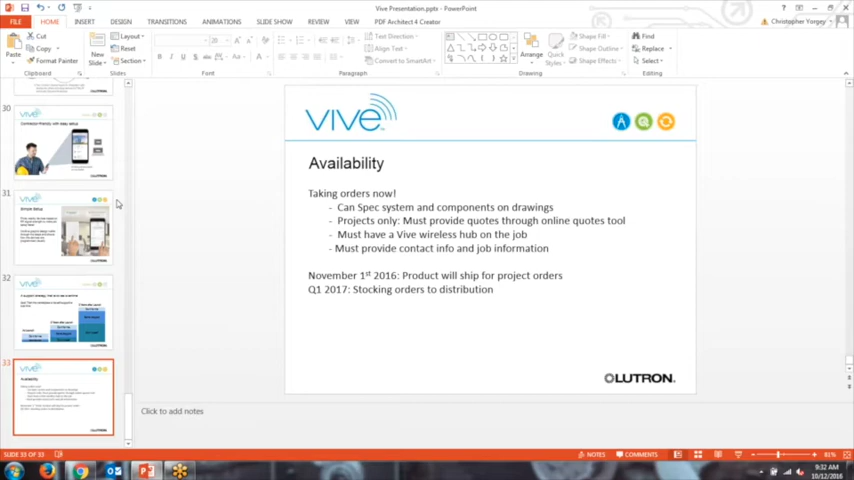 Vive Presentation.pptx - PowerPoint
FILE HOME INSERT DESIGN TRANSITIONS ANIMATIONS SLIDE SHOW REVIEW VIEW PDF Architect 4 Creator
Christopher Yorgey
Paste
Cut
Copy
Format Painter
Clipboard
New Slide
Layout
Reset
Section
Slides
Font
Paragraph
Text Direction
Align Text
Convert to SmartArt
Arrange
Quick Styles
Shape Fill
Shape Outline
Shape Effects
Drawing
Find
Replace
Select
Editing
30
31
32
33
vive
Availability
Taking orders now!
- Can Spec system and components on drawings
- Projects only: Must provide quotes through online quotes tool
- Must have a Vive wireless hub on the job
- Must provide contact info and job information
November 1st 2016: Product will ship for project orders
Q1 2017: Stocking orders to distribution
LUTRON
Click to add notes
SLIDE 33 OF 33
NOTES
COMMENTS
81%
9:32 AM
10/12/2016